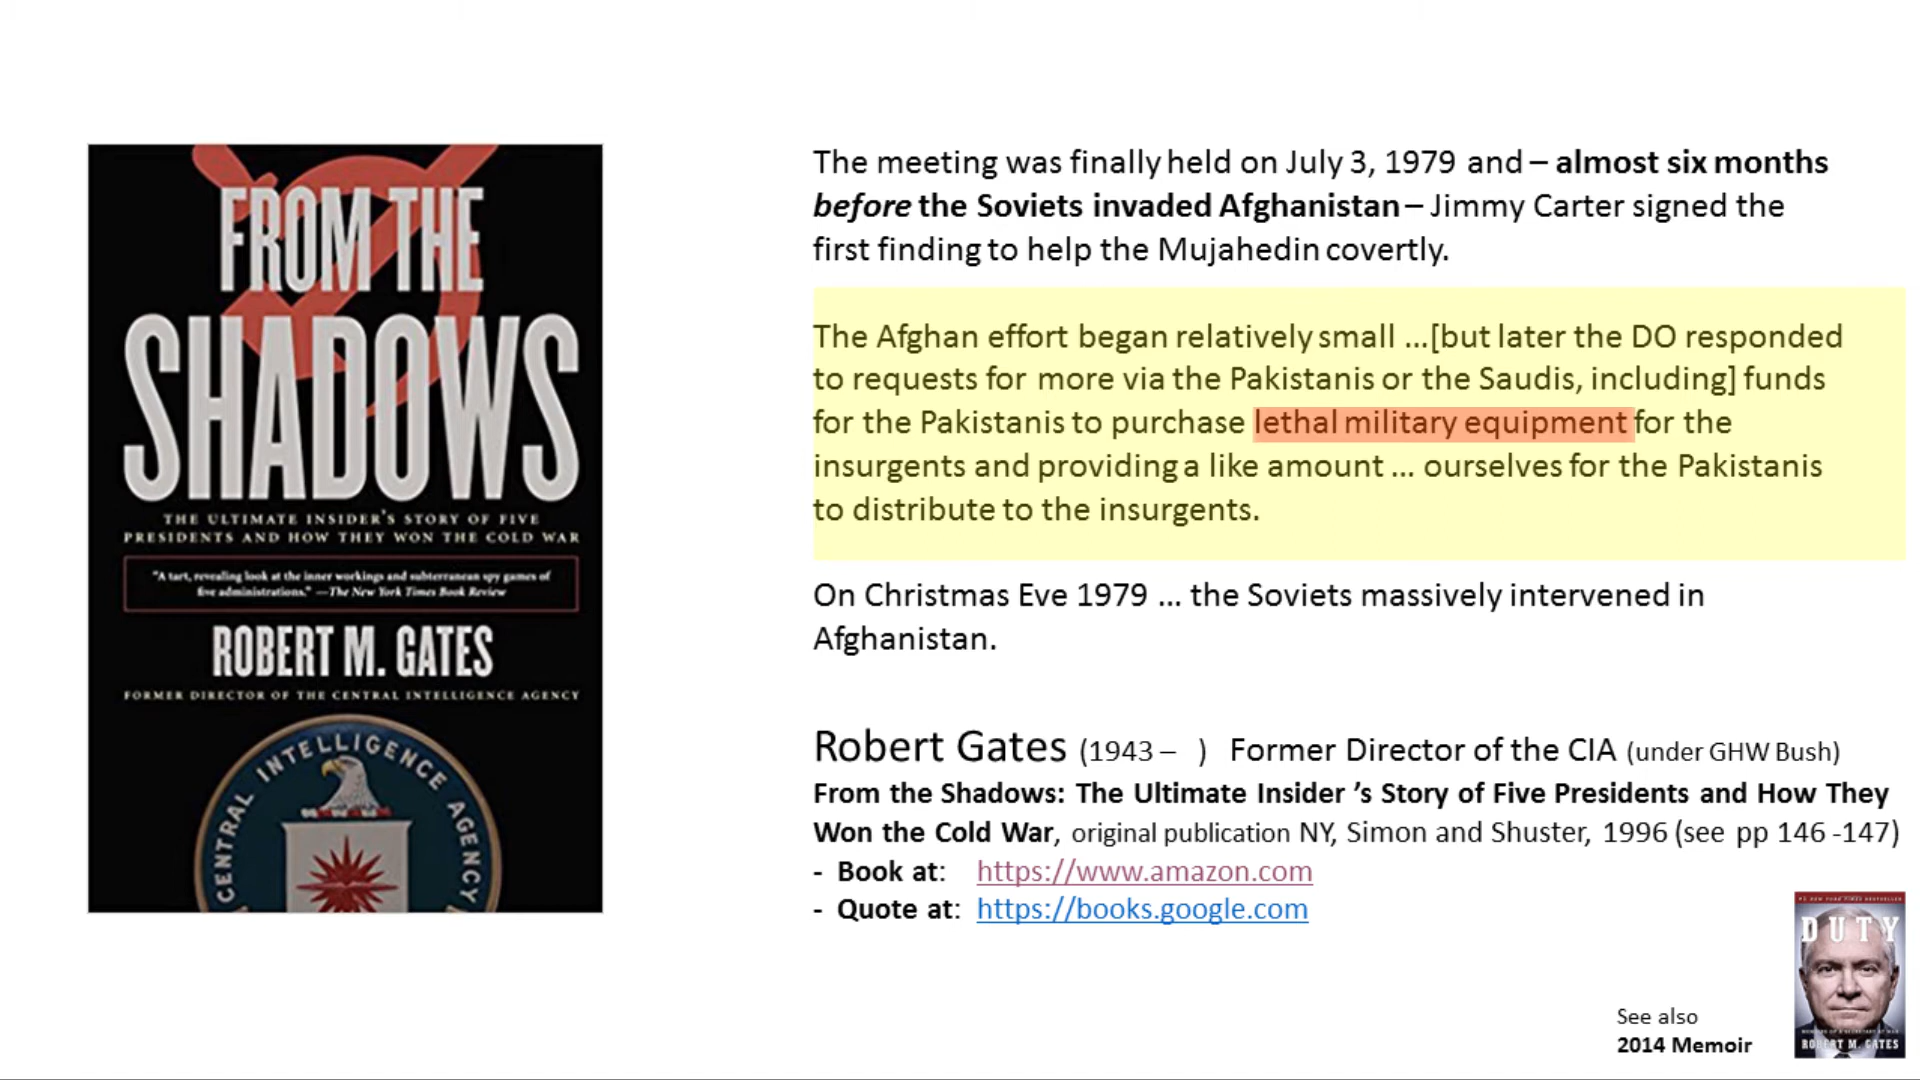 FROM THE
SHADOWS
THE ULTIMATE INSIDER'S STORY OF FIVE
PRESIDENTS AND HOW THEY WON THE COLD WAR
"A tart, revealing look at the inner workings and subterranean spy games of
five administrations." —The New York Times Book Review
ROBERT M. GATES
FORMER DIRECTOR OF THE CENTRAL INTELLIGENCE AGENCY
CENTRAL INTELLIGENCE AGENCY
The meeting was finally held on July 3, 1979 and – almost six months
before the Soviets invaded Afghanistan – Jimmy Carter signed the
first finding to help the Mujahedin covertly.
The Afghan effort began relatively small ...[but later the DO responded
to requests for more via the Pakistanis or the Saudis, including] funds
for the Pakistanis to purchase lethal military equipment for the
insurgents and providing a like amount ... ourselves for the Pakistanis
to distribute to the insurgents.
On Christmas Eve 1979 ... the Soviets massively intervened in
Afghanistan.
Robert Gates (1943 – ) Former Director of the CIA (under GHW Bush)
From the Shadows: The Ultimate Insider 's Story of Five Presidents and How They
Won the Cold War, original publication NY, Simon and Shuster, 1996 (see pp 146 -147)
- Book at: https://www.amazon.com
- Quote at: https://books.google.com
See also
2014 Memoir
#1 NEW YORK TIMES BESTSELLER
DUTY
MEMOIRS OF A SECRETARY AT WAR
ROBERT M. GATES